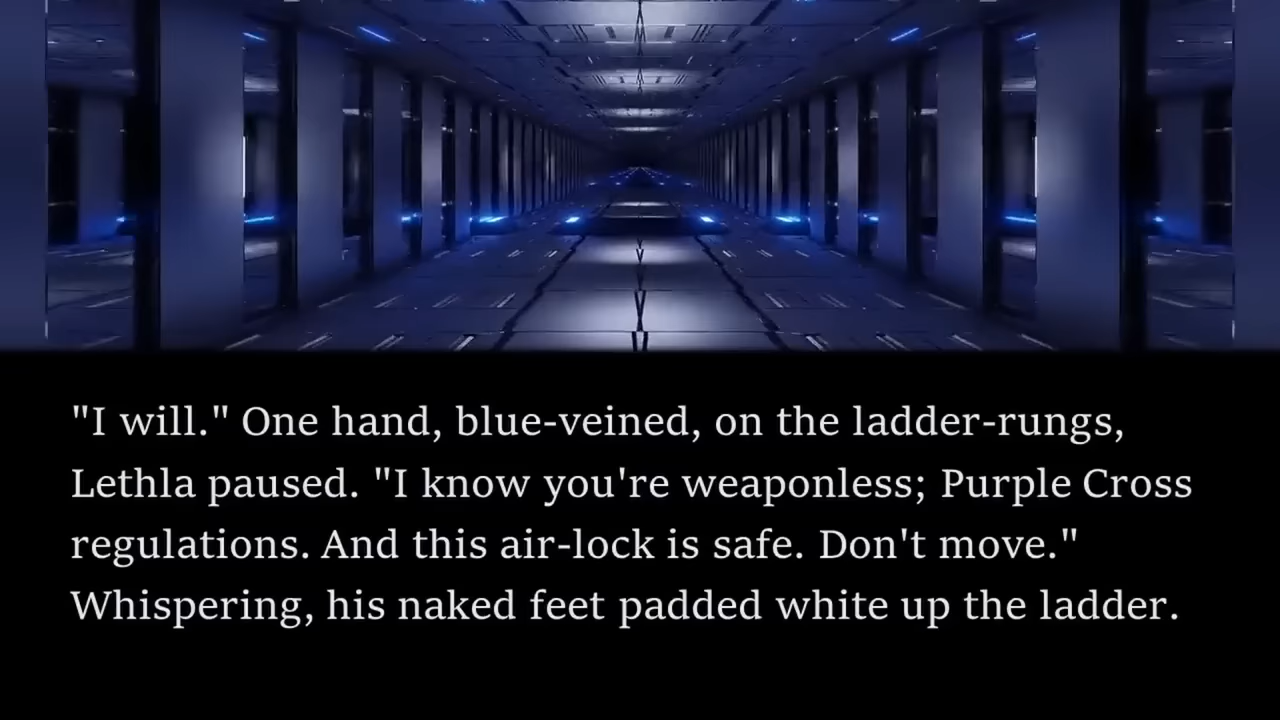 "I will." One hand, blue-veined, on the ladder-rungs,
Lethla paused. "I know you're weaponless; Purple Cross
regulations. And this air-lock is safe. Don't move."
Whispering, his naked feet padded white up the ladder.